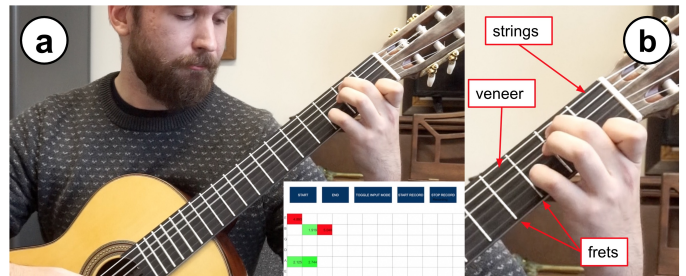 a
b
strings
veneer
frets
START
END
TOGGLE INPUT MODE
START RECORD
STOP RECORD